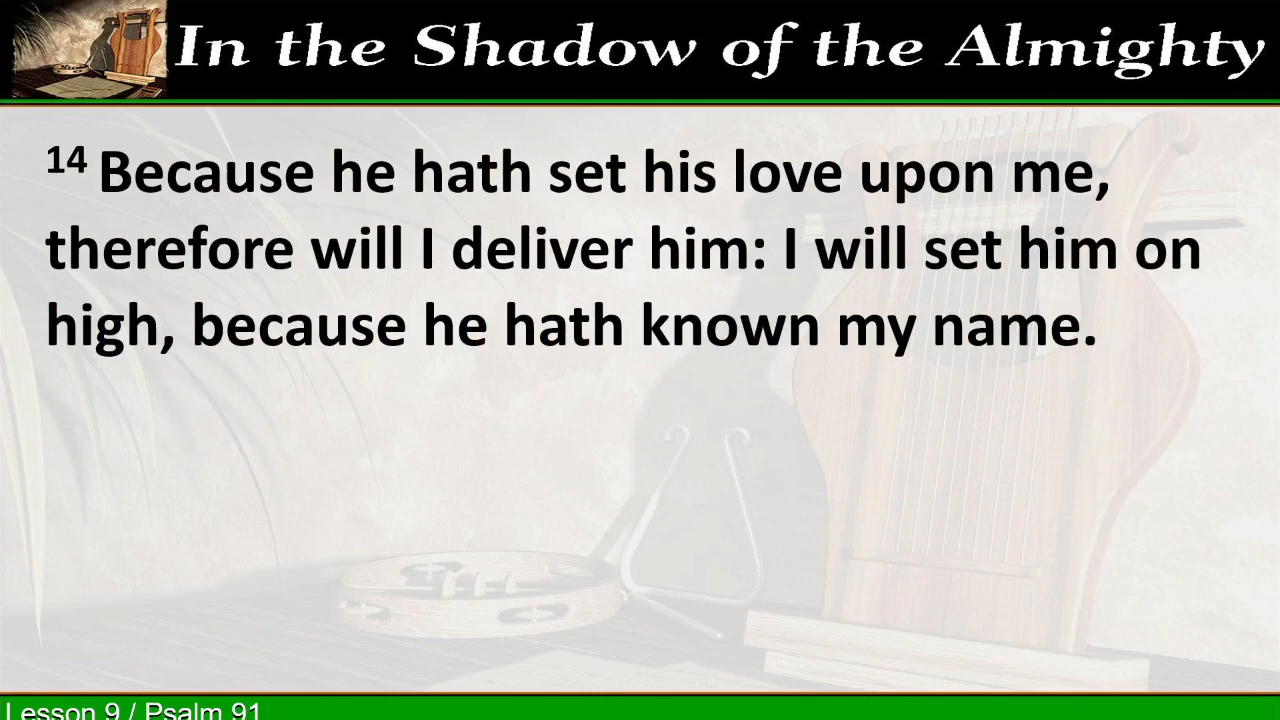 In the Shadow of the Almighty
14 Because he hath set his love upon me,
therefore will I deliver him: I will set him on
high, because he hath known my name.
Lesson 9 / Psalm 91